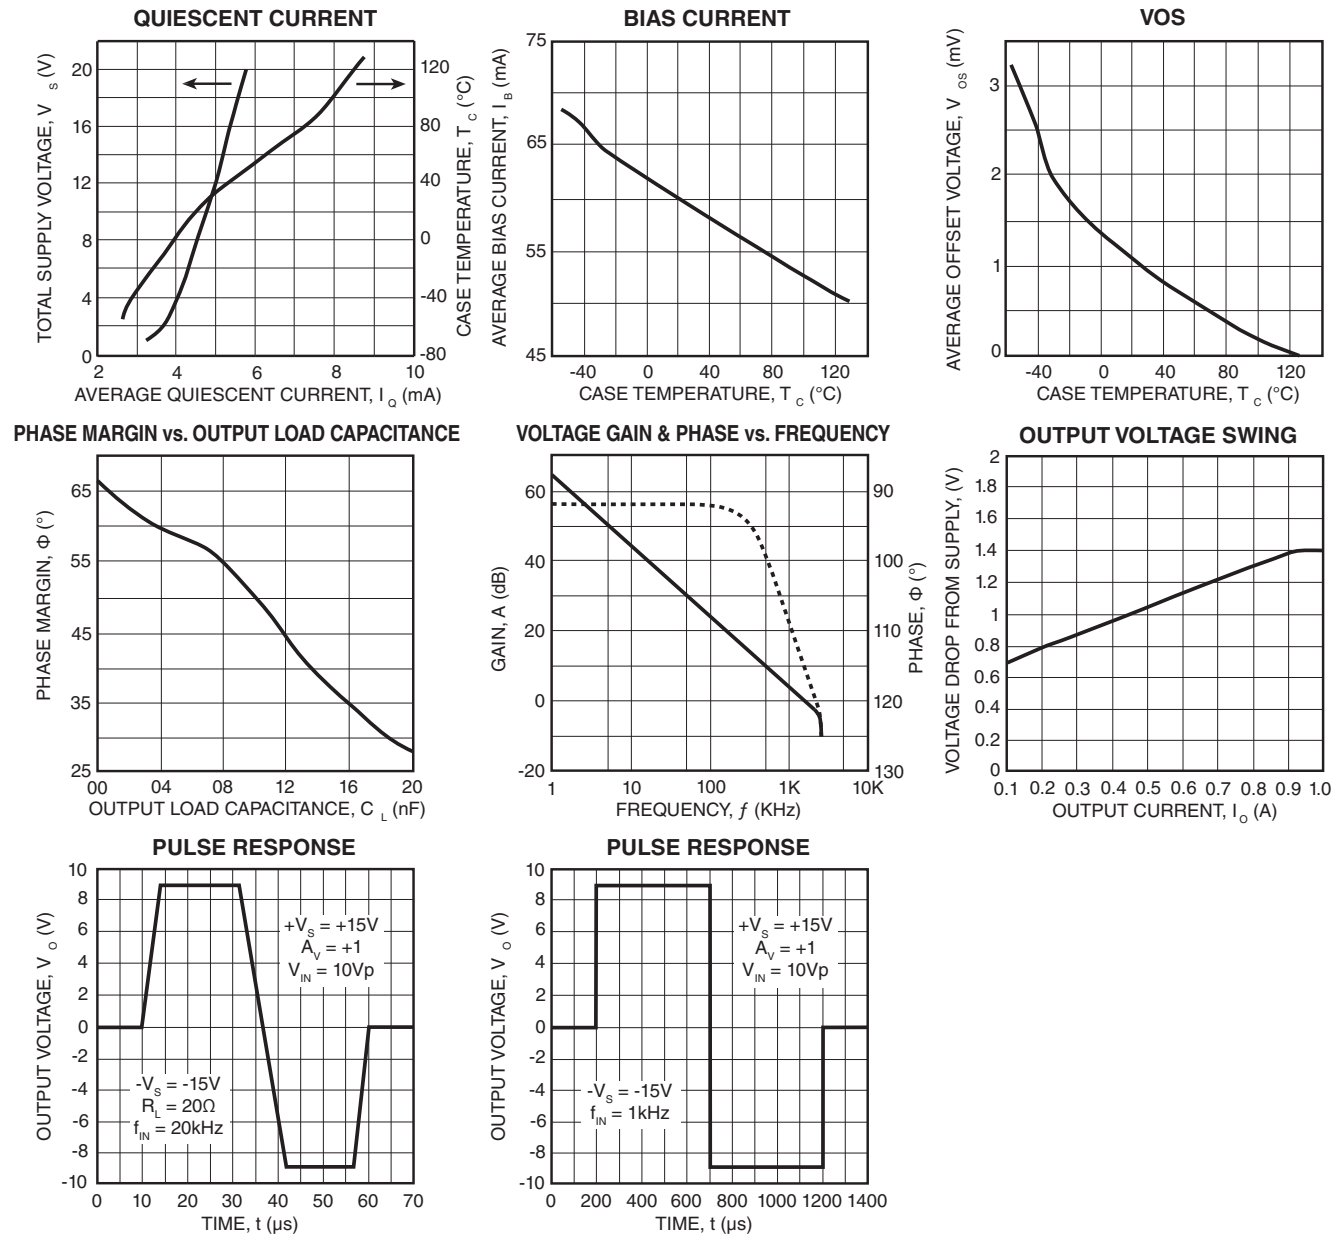 QUIESCENT CURRENT
TOTAL SUPPLY VOLTAGE, V S (V)
20
16
12
8
4
0
120
80
40
0
-40
-80
CASE TEMPERATURE, T C (°C)
2 4 6 8 10
AVERAGE QUIESCENT CURRENT, I Q (mA)
BIAS CURRENT
AVERAGE BIAS CURRENT, I B (mA)
75
65
55
45
-40 0 40 80 120
CASE TEMPERATURE, T C (°C)
VOS
AVERAGE OFFSET VOLTAGE, V OS (mV)
3
2
1
0
-40 0 40 80 120
CASE TEMPERATURE, T C (°C)
PHASE MARGIN vs. OUTPUT LOAD CAPACITANCE
PHASE MARGIN, Φ (°)
65
55
45
35
25
00 04 08 12 16 20
OUTPUT LOAD CAPACITANCE, C L (nF)
VOLTAGE GAIN & PHASE vs. FREQUENCY
GAIN, A (dB)
60
40
20
0
-20
90
100
110
120
130
PHASE, Φ (°)
1 10 100 1K 10K
FREQUENCY, ƒ (KHz)
OUTPUT VOLTAGE SWING
VOLTAGE DROP FROM SUPPLY, (V)
2
1.8
1.6
1.4
1.2
1
0.8
0.6
0.4
0.2
0
0.1 0.2 0.3 0.4 0.5 0.6 0.7 0.8 0.9 1.0
OUTPUT CURRENT, I O (A)
PULSE RESPONSE
OUTPUT VOLTAGE, V O (V)
10
8
6
4
2
0
-2
-4
-6
-8
-10
+VS = +15V
AV = +1
VIN = 10Vp
-VS = -15V
RL = 20Ω
fIN = 20kHz
0 10 20 30 40 50 60 70
TIME, t (µs)
PULSE RESPONSE
OUTPUT VOLTAGE, V O (V)
10
8
6
4
2
0
-2
-4
-6
-8
-10
+VS = +15V
AV = +1
VIN = 10Vp
-VS = -15V
fIN = 1kHz
0 200 400 600 800 1000 1200 1400
TIME, t (µs)